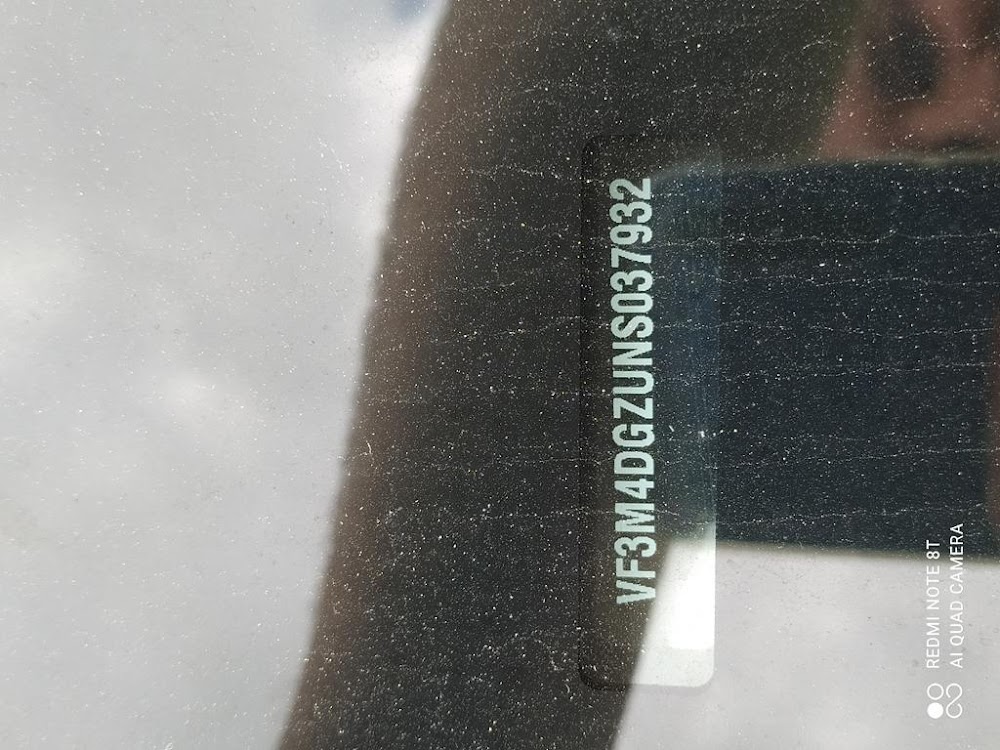 VF3M4DGZUNS037932
REDMI NOTE 8T
AI QUAD CAMERA